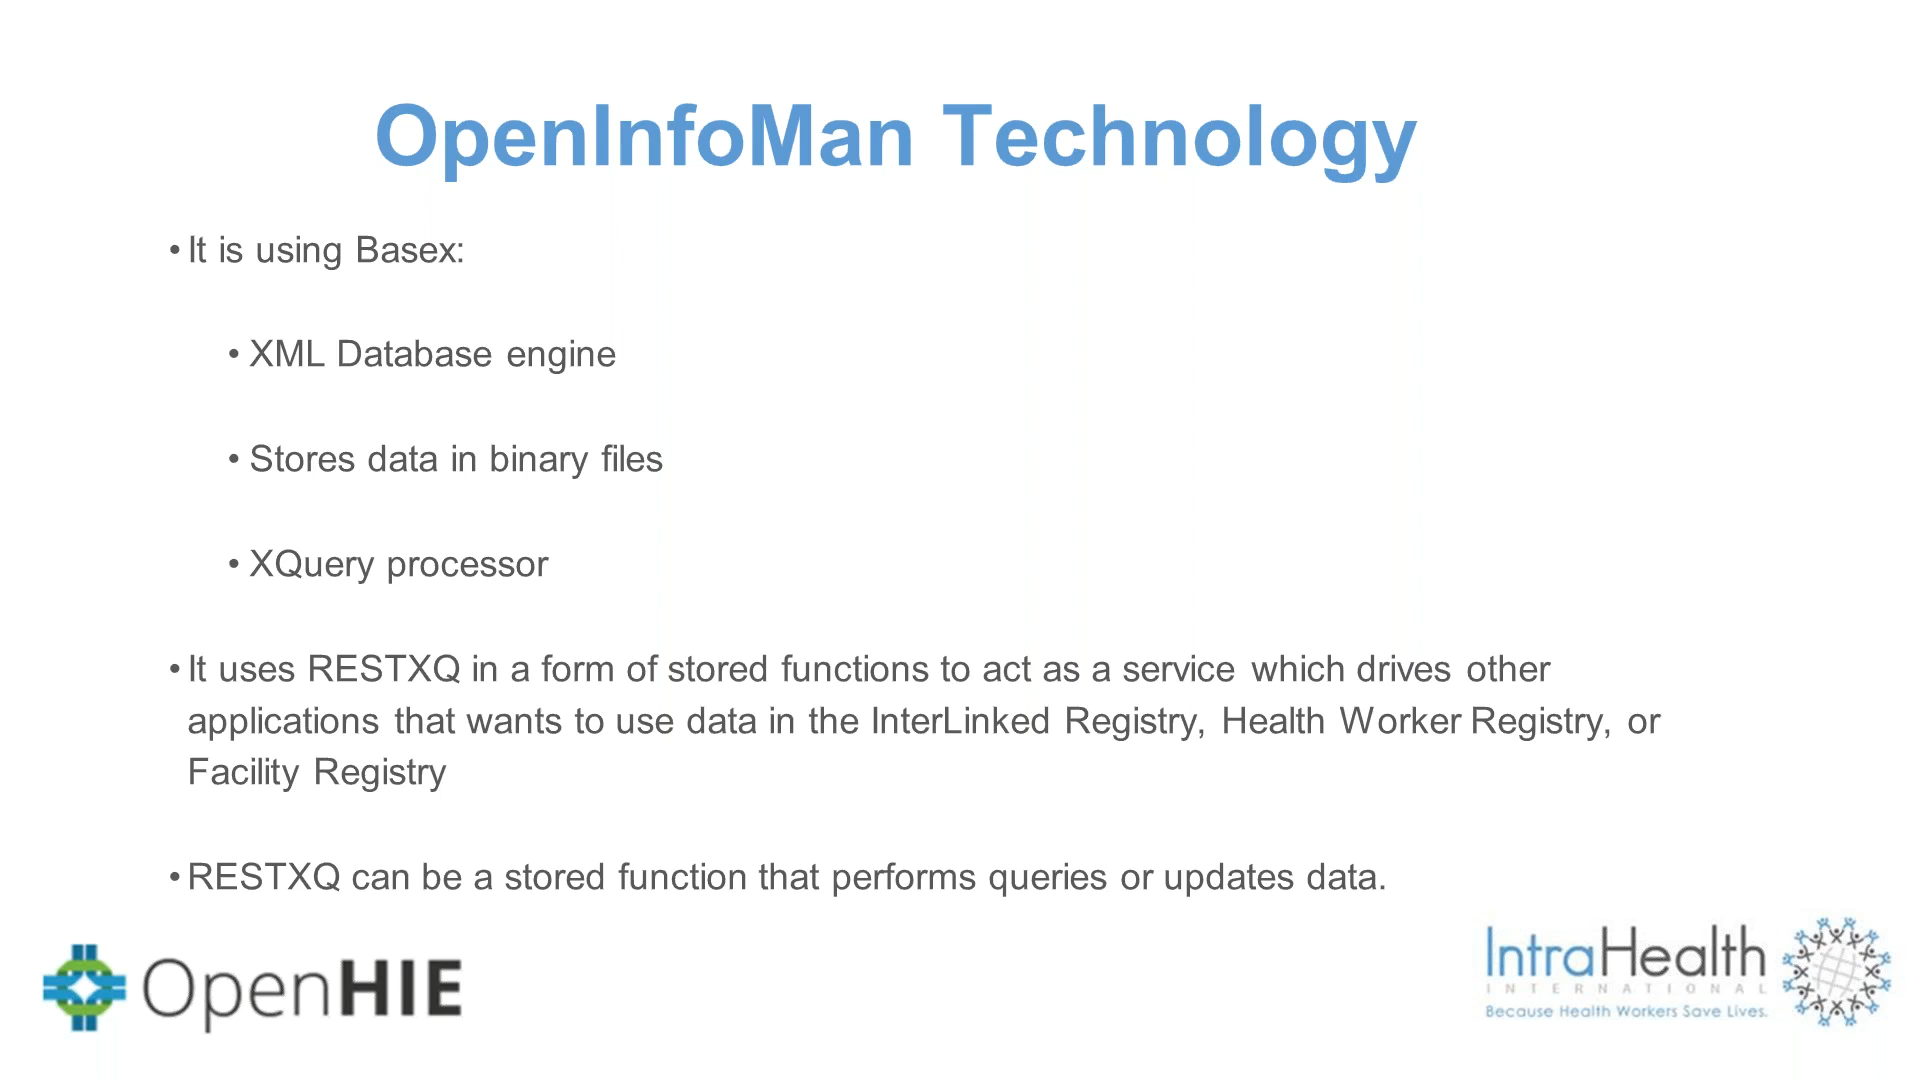 OpenInfoMan Technology
• It is using Basex:
• XML Database engine
• Stores data in binary files
• XQuery processor
• It uses RESTXQ in a form of stored functions to act as a service which drives other
applications that wants to use data in the InterLinked Registry, Health Worker Registry, or
Facility Registry
• RESTXQ can be a stored function that performs queries or updates data.
OpenHIE
IntraHealth
INTERNATIONAL
Because Health Workers Save Lives.